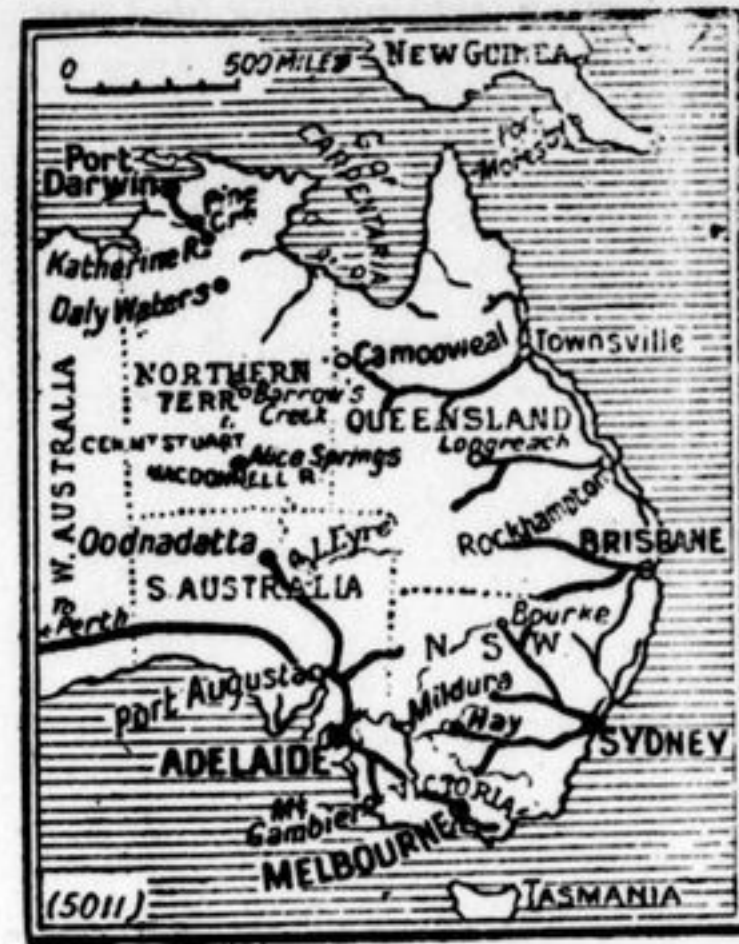 0 500 MILES
NEW GUINEA
G. OF
CARPENTARIA
Port
Moresby
Port
Darwin
Pine
Crk
Katherine R.
Daly Waters
Camooweal
Townsville
NORTHERN
TERR.
Barrow's
Creek
QUEENSLAND
CEN. MT STUART
Alice Springs
MACDONNELL R.
Longreach
W. AUSTRALIA
Rockhampton
Oodnadatta
L. Eyre
BRISBANE
S. AUSTRALIA
To
Perth
Bourke
N S W
Port Augusta
Mildura
Hay
SYDNEY
ADELAIDE
VICTORIA
Mt
Gambier
MELBOURNE
(5011)
TASMANIA